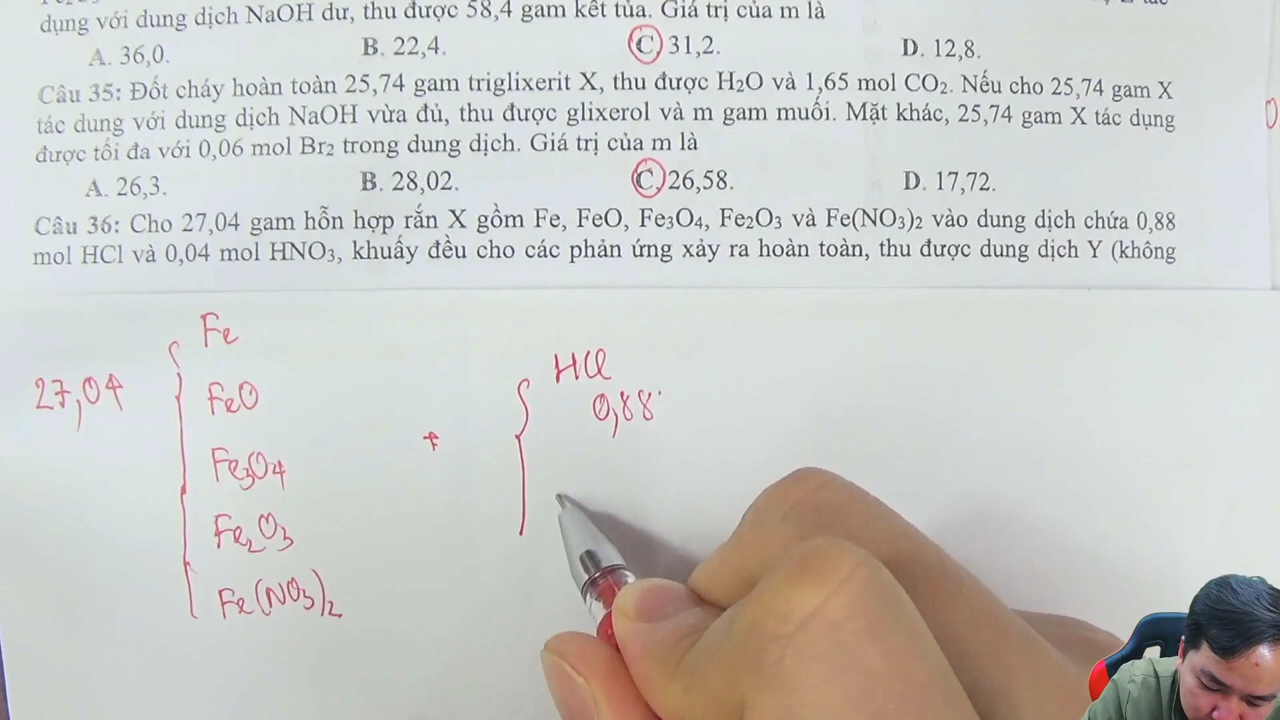 dụng với dung dịch NaOH dư, thu được 58,4 gam kết tủa. Giá trị của m là
A. 36,0. B. 22,4. C. 31,2. D. 12,8.
Câu 35: Đốt cháy hoàn toàn 25,74 gam triglixerit X, thu được H₂O và 1,65 mol CO₂. Nếu cho 25,74 gam X
tác dụng với dung dịch NaOH vừa đủ, thu được glixerol và m gam muối. Mặt khác, 25,74 gam X tác dụng
được tối đa với 0,06 mol Br₂ trong dung dịch. Giá trị của m là
A. 26,3. B. 28,02. C. 26,58. D. 17,72.
Câu 36: Cho 27,04 gam hỗn hợp rắn X gồm Fe, FeO, Fe₃O₄, Fe₂O₃ và Fe(NO₃)₂ vào dung dịch chứa 0,88
mol HCl và 0,04 mol HNO₃, khuấy đều cho các phản ứng xảy ra hoàn toàn, thu được dung dịch Y (không
27,04
Fe
FeO
Fe₃O₄
Fe₂O₃
Fe(NO₃)₂
+
HCl
0,88